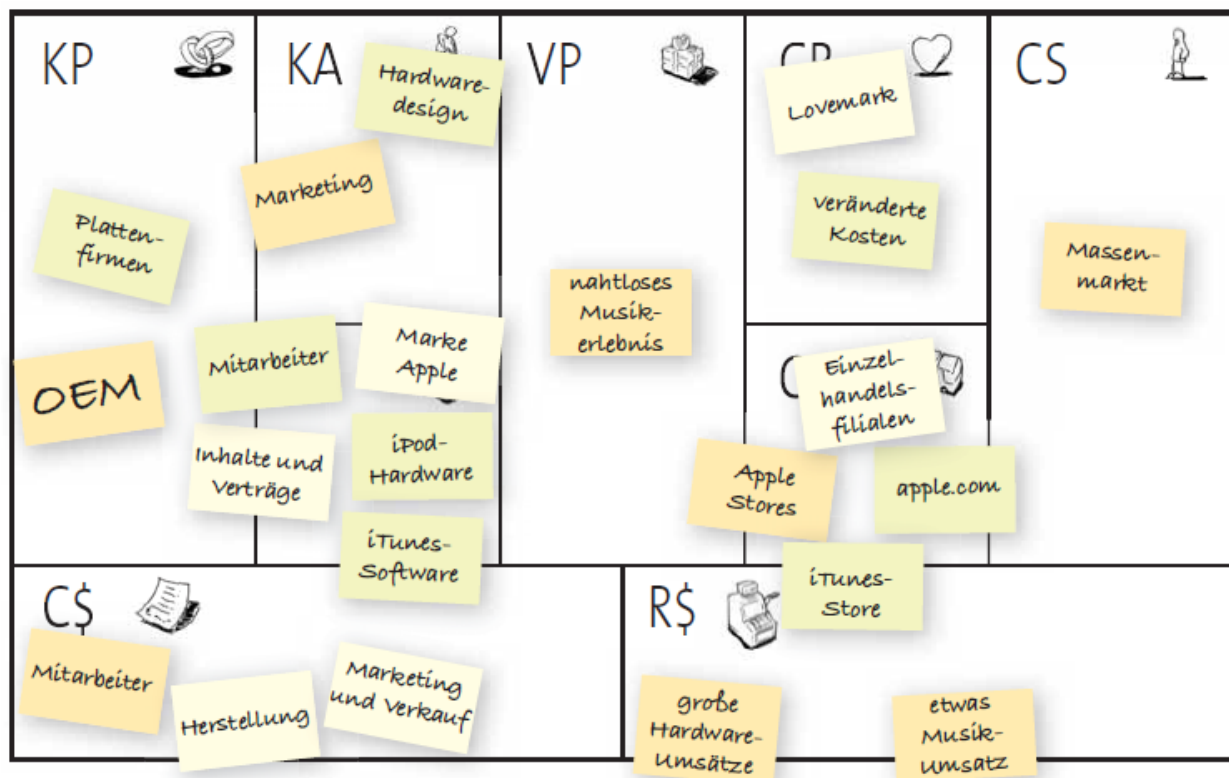 KP
Platten-
firmen
OEM
KA
Hardware-
design
Marketing
Mitarbeiter
Marke
Apple
Inhalte und
Verträge
iPod-
Hardware
iTunes-
Software
VP
nahtloses
Musik-
erlebnis
Lovemark
veränderte
Kosten
Einzel-
handels-
filialen
Apple
Stores
apple.com
iTunes-
Store
CS
Massen-
markt
C$
Mitarbeiter
Herstellung
Marketing
und Verkauf
R$
große
Hardware-
Umsätze
etwas
Musik-
Umsatz